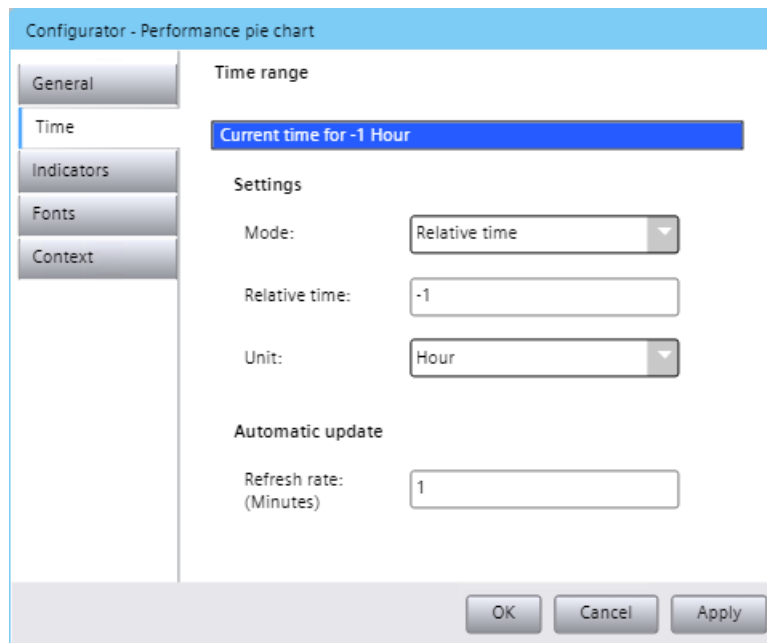 Configurator - Performance pie chart
General
Time
Indicators
Fonts
Context
Time range
Current time for -1 Hour
Settings
Mode: Relative time
Relative time: -1
Unit: Hour
Automatic update
Refresh rate: 1
(Minutes)
OK Cancel Apply